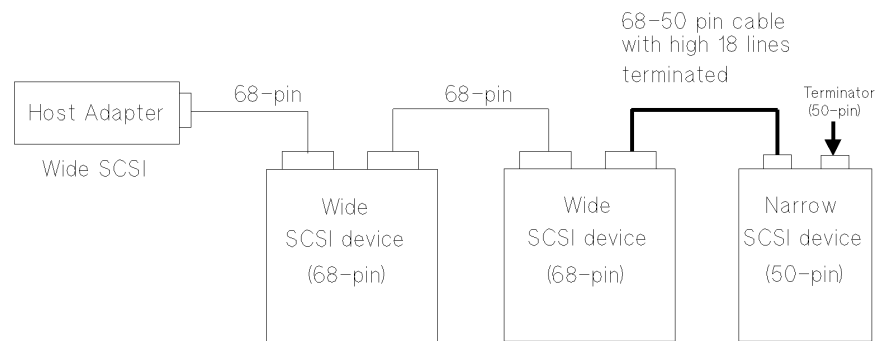 68-50 pin cable
with high 18 lines
terminated
68-pin
68-pin
Terminator
(50-pin)
Host Adapter
Wide SCSI
Wide
SCSI device
(68-pin)
Wide
SCSI device
(68-pin)
Narrow
SCSI device
(50-pin)